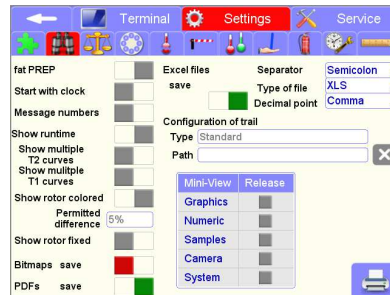 Terminal Settings Service
fat PREP
Start with clock
Message numbers
Show runtime
Show multiple
T2 curves
Show mulitple
T1 curves
Show rotor colored
Permitted
difference 5%
Show rotor fixed
Bitmaps save
PDFs save
Excel files
save
Separator Semicolon
Type of file XLS
Decimal point Comma
Configuration of trail
Type Standard
Path
Mini-View Release
Graphics
Numeric
Samples
Camera
System